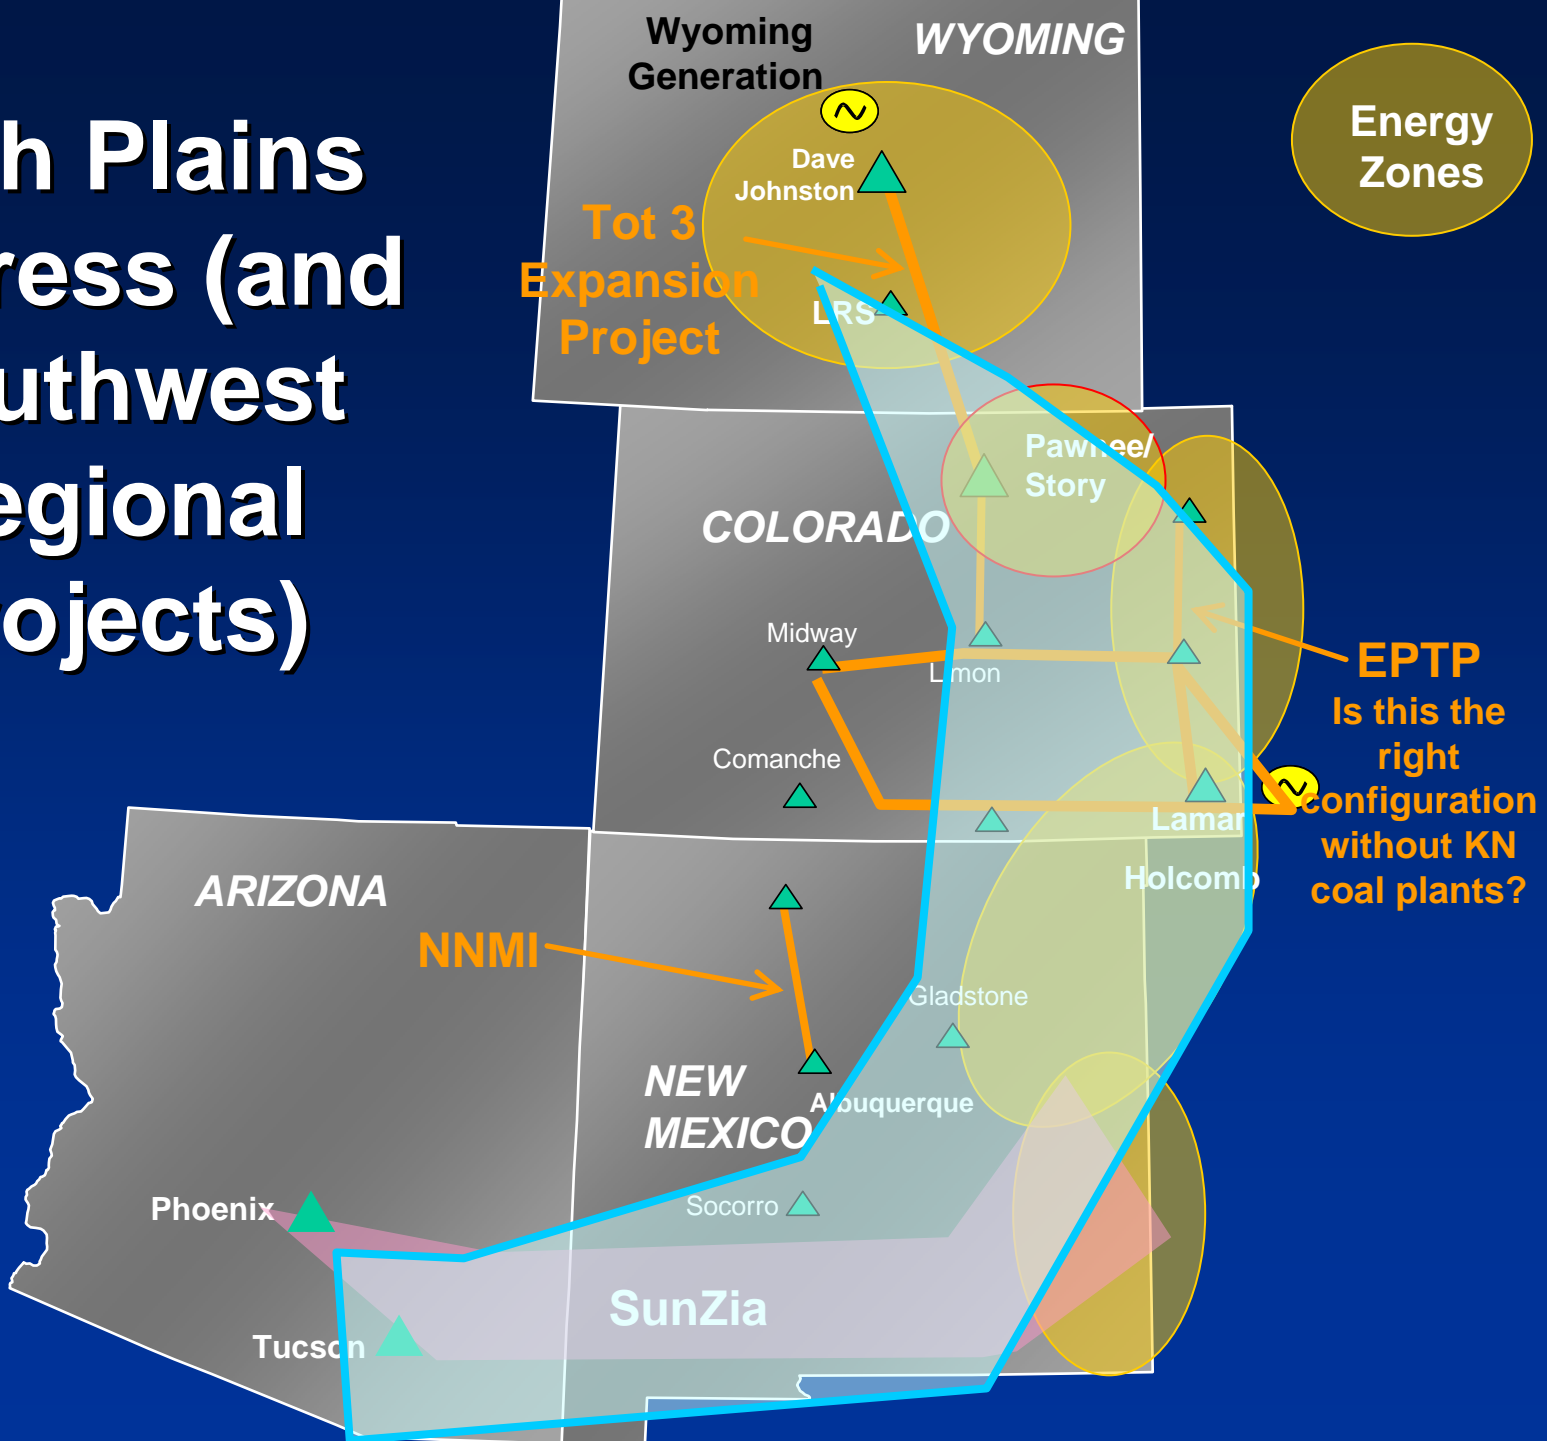 h Plains
ress (and
uthwest
egional
ojects)
Wyoming
Generation
WYOMING
Energy
Zones
Dave
Johnston
Tot 3
Expansion
Project
LRS
Pawnee/
Story
COLORADO
Midway
Limon
EPTP
Is this the
right
configuration
without KN
coal plants?
Comanche
Lamar
Holcomb
ARIZONA
NNMI
Gladstone
NEW
MEXICO
Albuquerque
Phoenix
Socorro
SunZia
Tucson